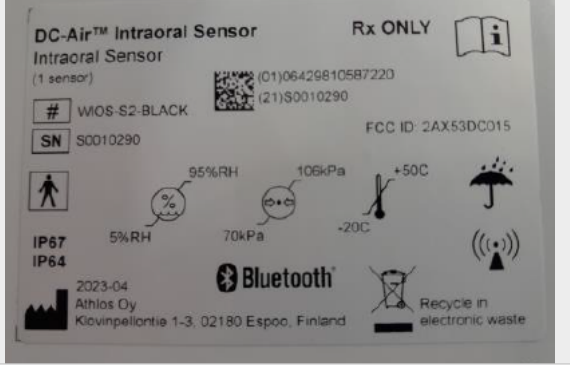 DC-Air™ Intraoral Sensor
Rx ONLY
Intraoral Sensor
(1 sensor)
(01)06429810587220
(21)S0010290
# WIOS-S2-BLACK
SN S0010290
FCC ID: 2AX53DC015
95%RH
5%RH
106kPa
70kPa
+50C
-20C
IP67
IP64
Bluetooth
2023-04
Athlos Oy
Klovinpellontie 1-3, 02180 Espoo, Finland
Recycle in
electronic waste